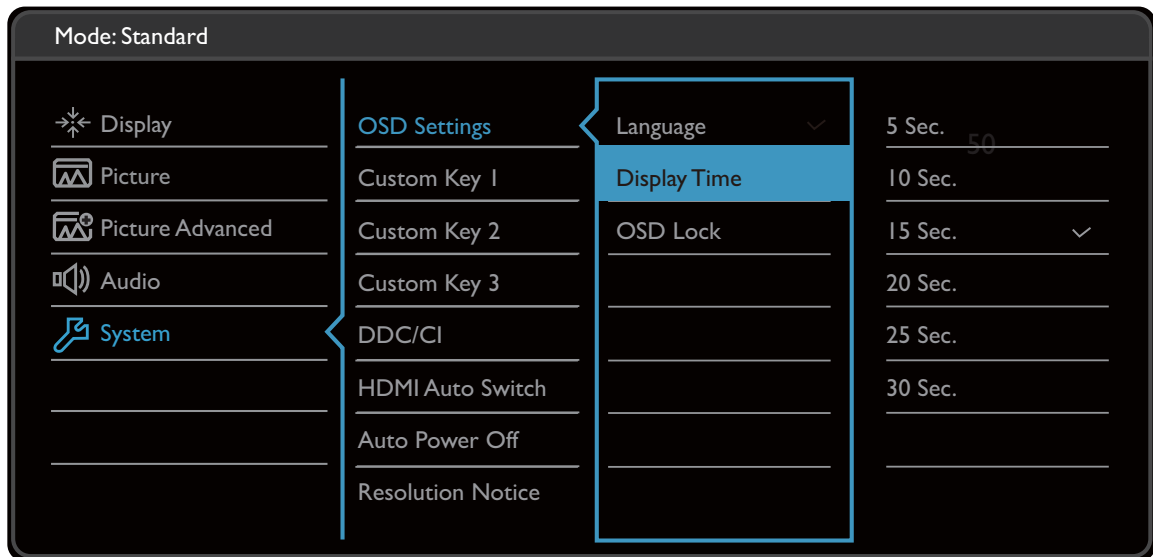 Mode: Standard
Display
Picture
Picture Advanced
Audio
System
OSD Settings
Custom Key 1
Custom Key 2
Custom Key 3
DDC/CI
HDMI Auto Switch
Auto Power Off
Resolution Notice
Language
Display Time
OSD Lock
5 Sec.
50
10 Sec.
15 Sec.
20 Sec.
25 Sec.
30 Sec.